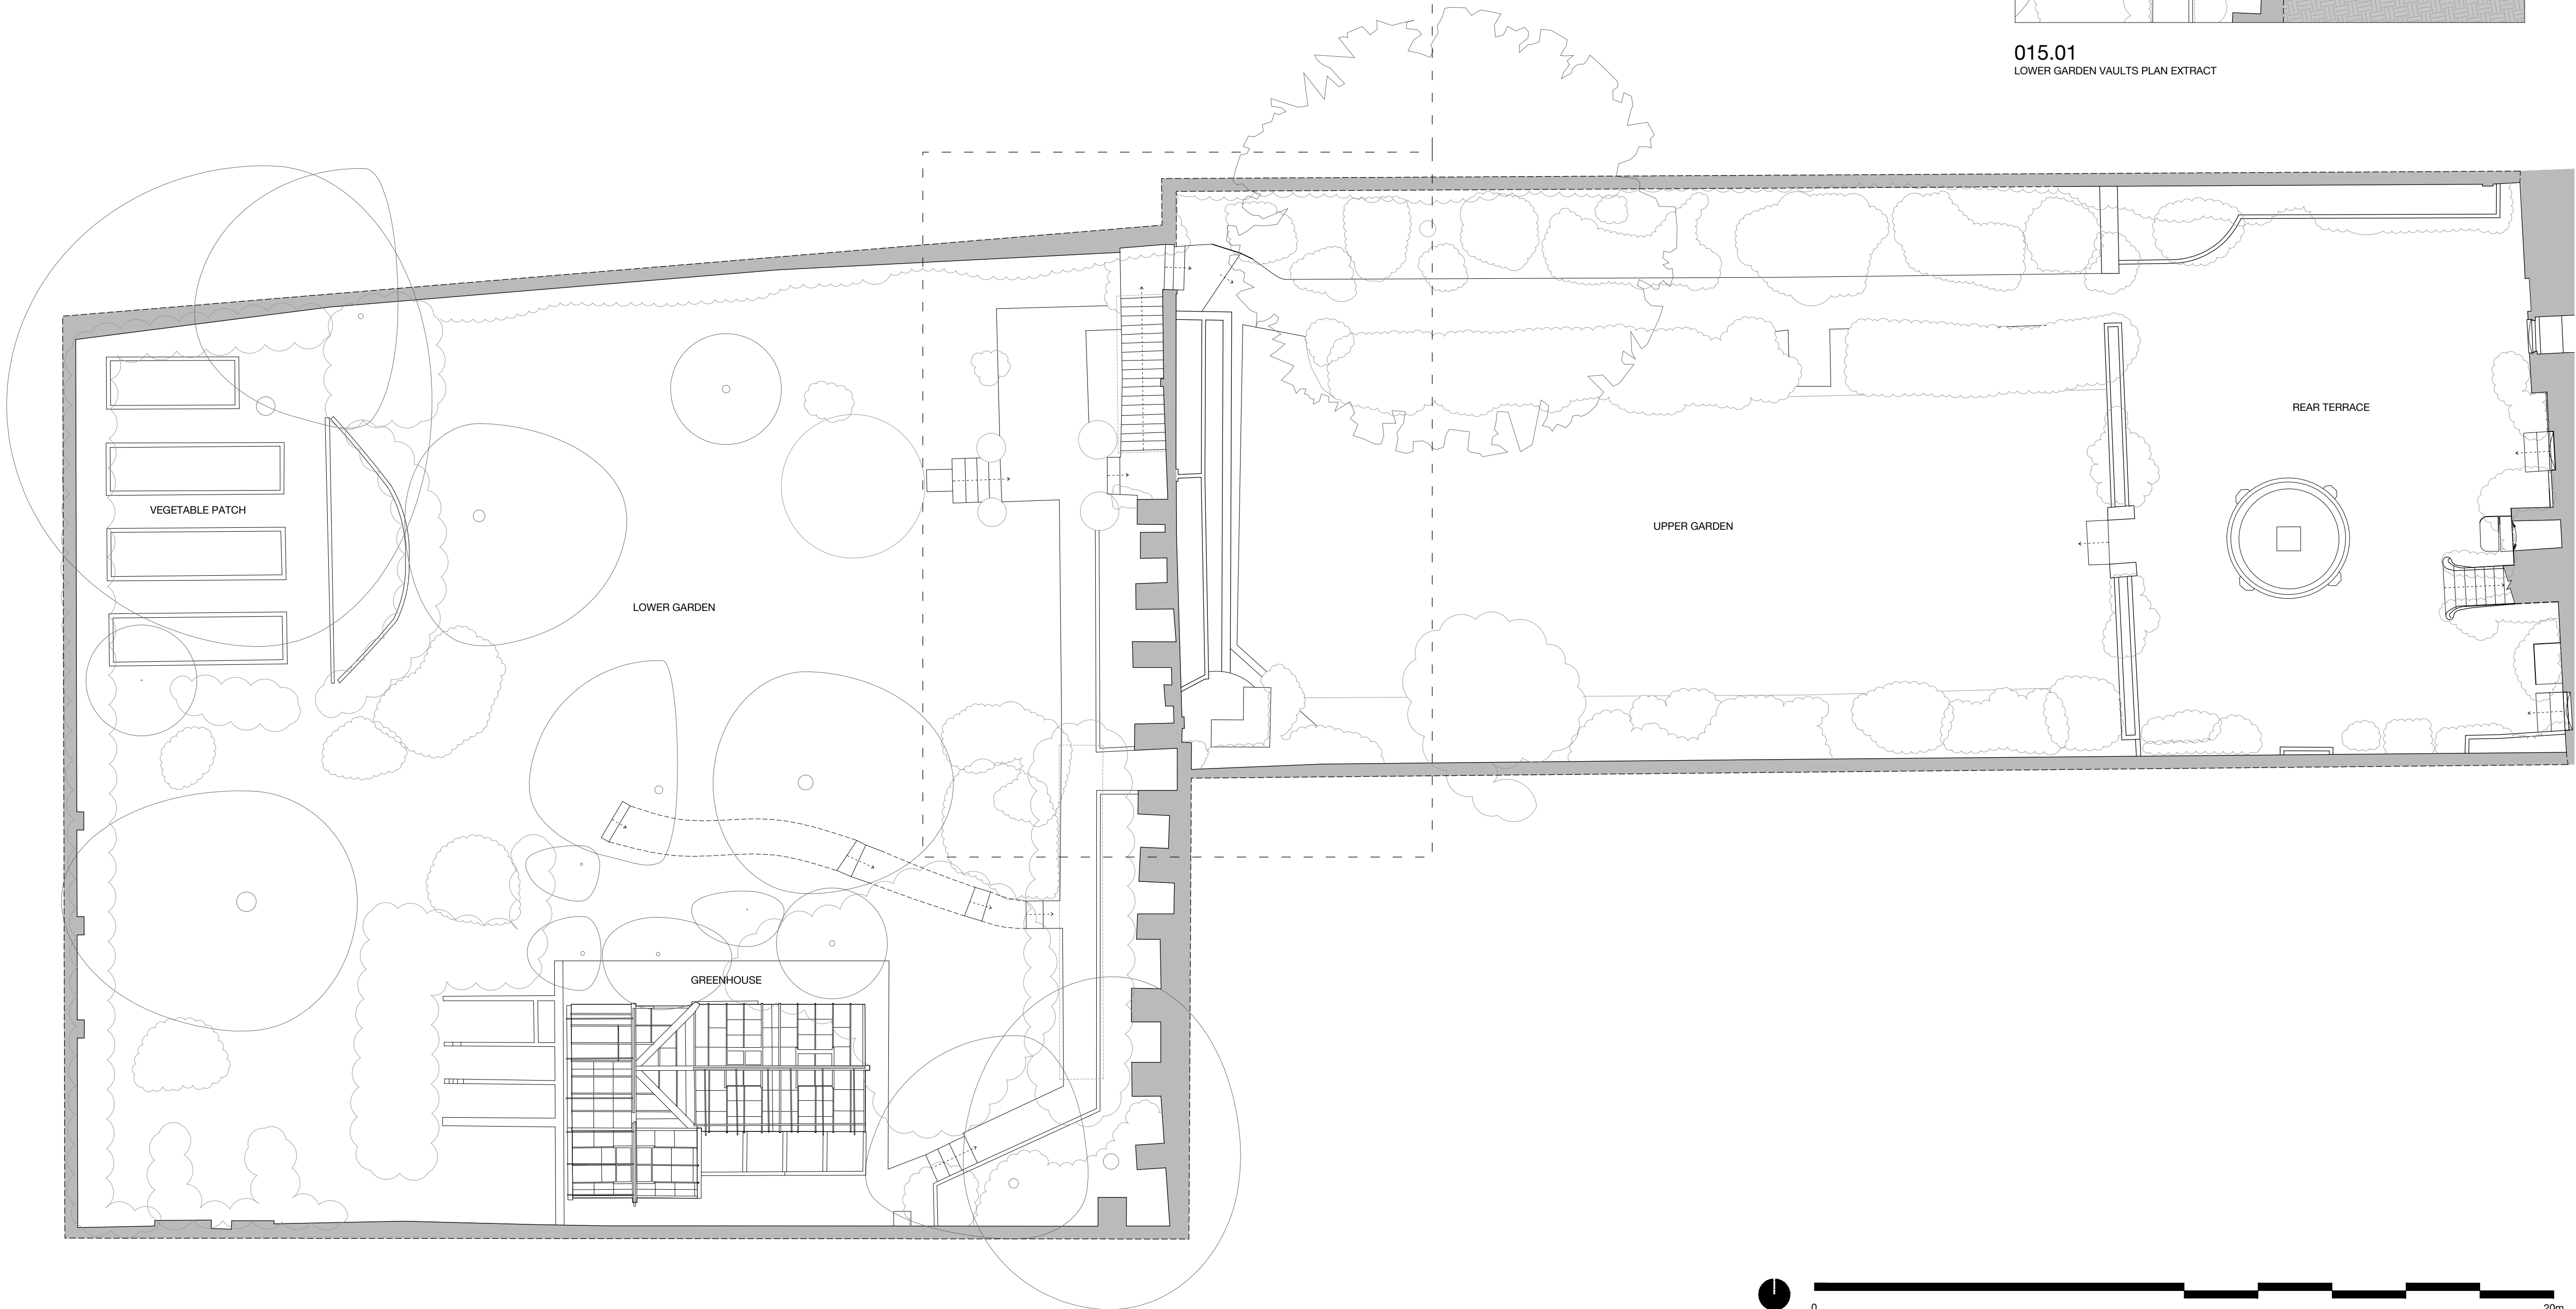 015.01
LOWER GARDEN VAULTS PLAN EXTRACT
REAR TERRACE
VEGETABLE PATCH
UPPER GARDEN
LOWER GARDEN
GREENHOUSE
0
20m